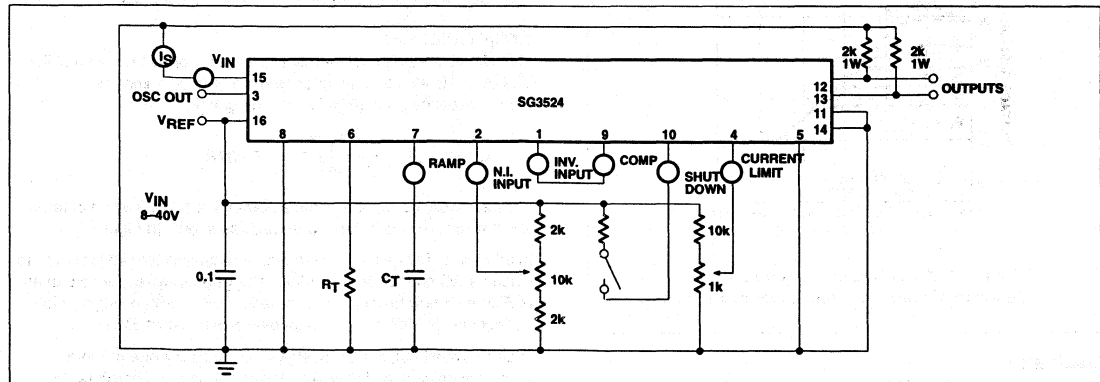 IS
VIN
15
OSC OUT
3
VREF
16
SG3524
2k
1W
2k
1W
12
13
11
14
OUTPUTS
8
6
7
2
1
9
10
4
5
RAMP
N.I.
INPUT
INV.
INPUT
COMP
SHUT
DOWN
CURRENT
LIMIT
VIN
8–40V
0.1
RT
CT
2k
10k
2k
10k
1k